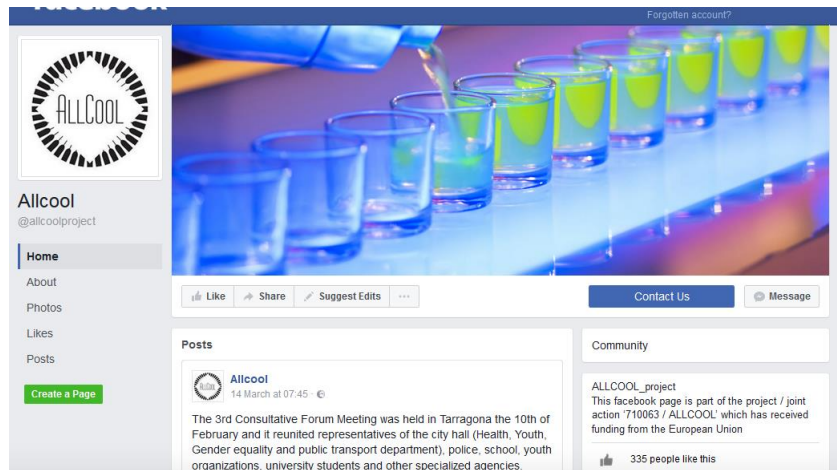 facebook
Forgotten account?
ALLCOOL
Allcool
@allcoolproject
Home
About
Photos
Likes
Posts
Create a Page
Like
Share
Suggest Edits
Contact Us
Message
Posts
Allcool
14 March at 07:45 ·
The 3rd Consultative Forum Meeting was held in Tarragona the 10th of
February and it reunited representatives of the city hall (Health, Youth,
Gender equality and public transport department), police, school, youth
organizations, university students and other specialized agencies.
Community
ALLCOOL_project
This facebook page is part of the project / joint
action '710063 / ALLCOOL' which has received
funding from the European Union
335 people like this